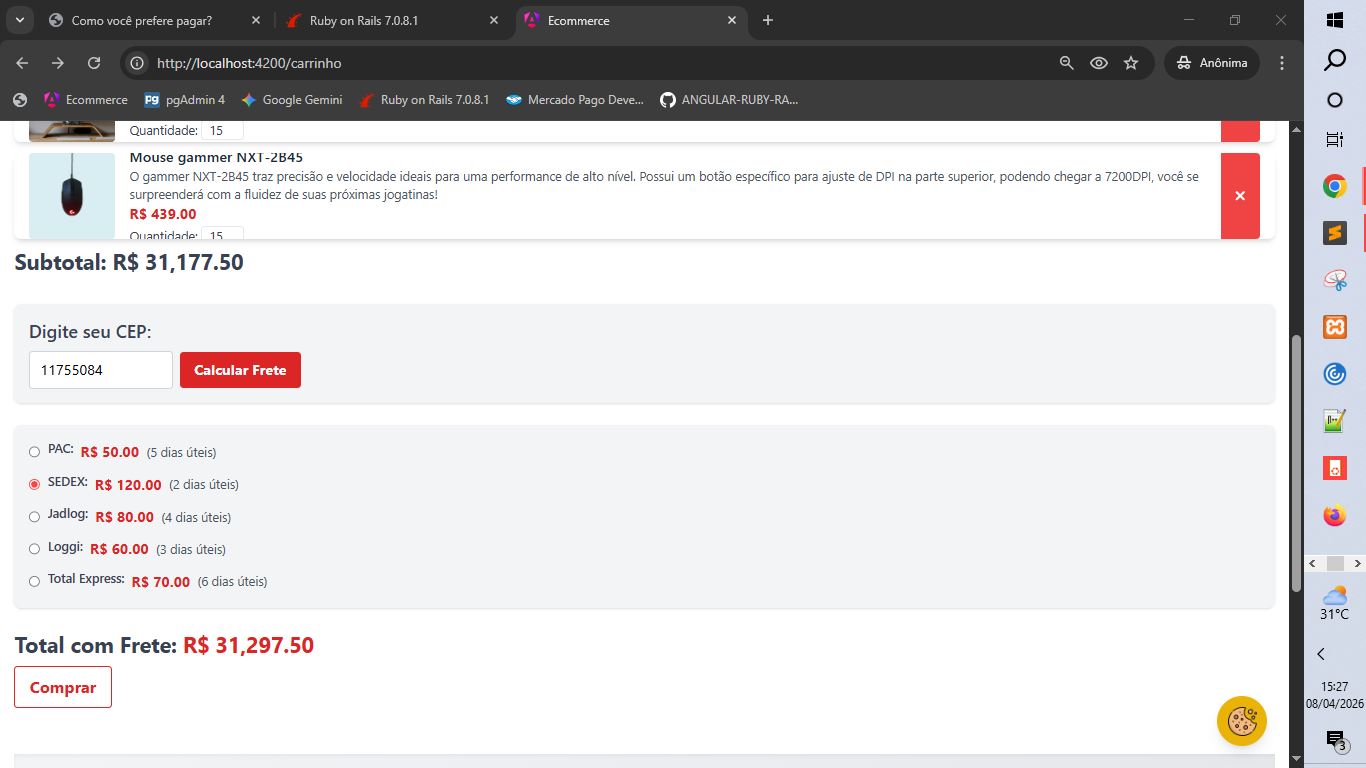 Como você prefere pagar?
Ruby on Rails 7.0.8.1
Ecommerce
http://localhost:4200/carrinho
Anônima
Ecommerce
pgAdmin 4
Google Gemini
Ruby on Rails 7.0.8.1
Mercado Pago Deve...
ANGULAR-RUBY-RA...
Quantidade: 15
Mouse gammer NXT-2B45
O gammer NXT-2B45 traz precisão e velocidade ideais para uma performance de alto nível. Possui um botão específico para ajuste de DPI na parte superior, podendo chegar a 7200DPI, você se
surpreenderá com a fluidez de suas próximas jogatinas!
R$ 439.00
Quantidade: 15
Subtotal: R$ 31,177.50
Digite seu CEP:
11755084
Calcular Frete
PAC: R$ 50.00 (5 dias úteis)
SEDEX: R$ 120.00 (2 dias úteis)
Jadlog: R$ 80.00 (4 dias úteis)
Loggi: R$ 60.00 (3 dias úteis)
Total Express: R$ 70.00 (6 dias úteis)
Total com Frete: R$ 31,297.50
Comprar
31°C
15:27
08/04/2026
3